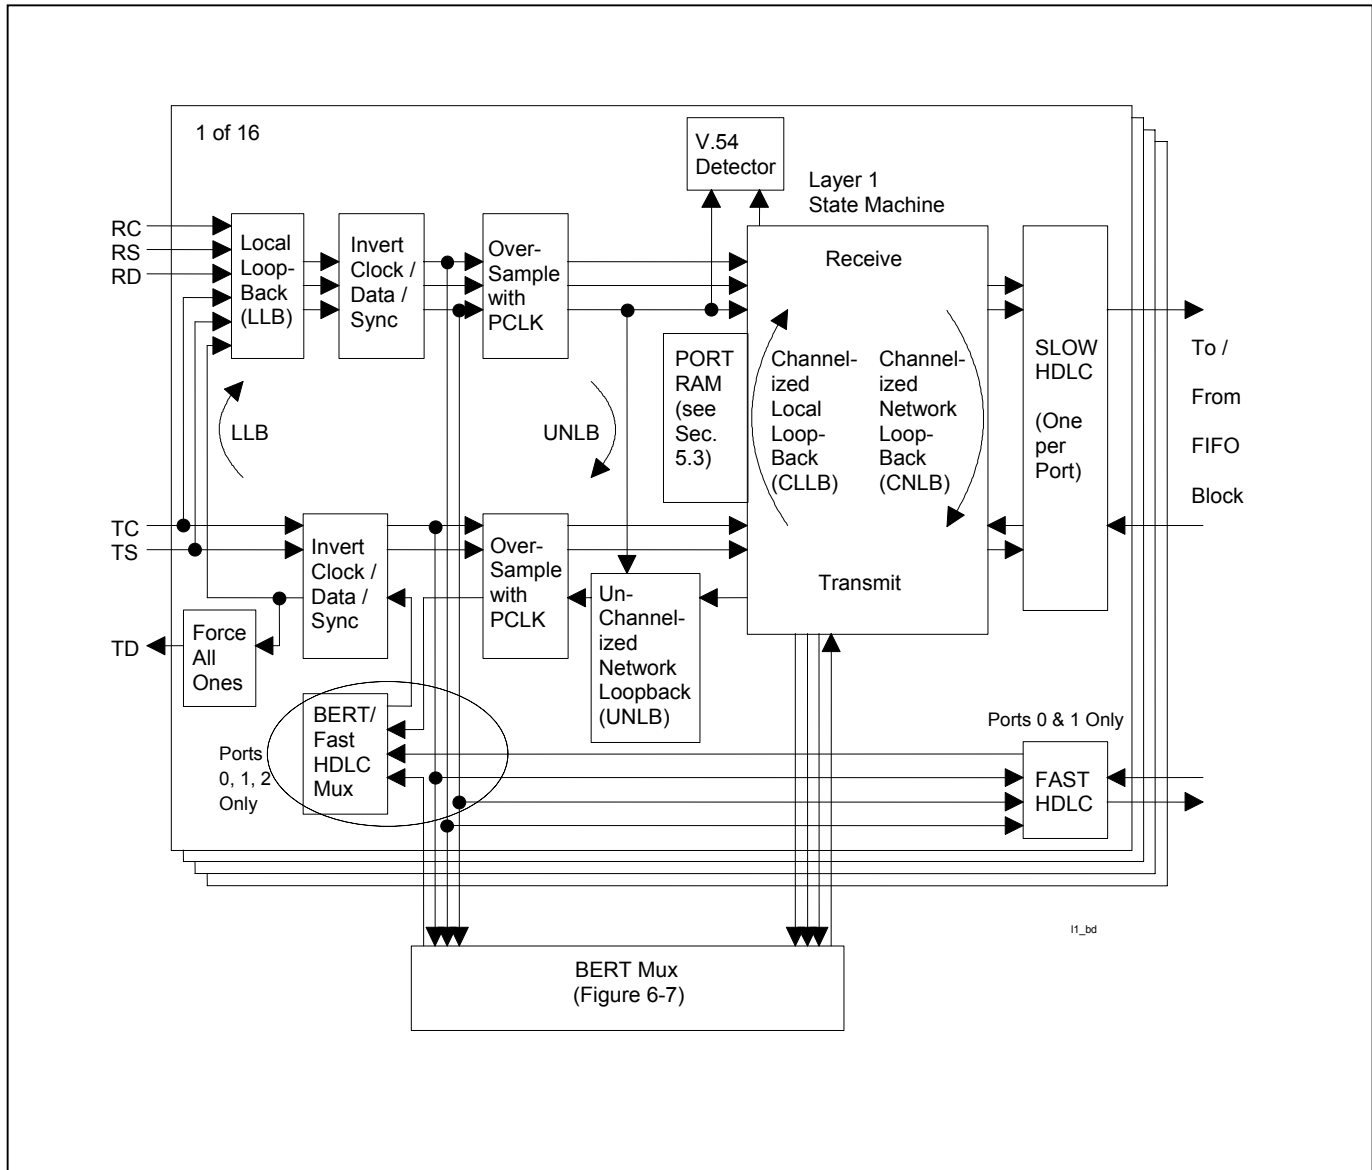 1 of 16
V.54
Detector
Layer 1
State Machine
RC
RS
RD
Local
Loop-
Back
(LLB)
Invert
Clock /
Data /
Sync
Over-
Sample
with
PCLK
Receive
PORT
RAM
(see
Sec.
5.3)
Channel-
ized
Local
Loop-
Back
(CLLB)
Channel-
ized
Network
Loop-
Back
(CNLB)
SLOW
HDLC
(One
per
Port)
To /
From
FIFO
Block
LLB
UNLB
TC
TS
TD
Invert
Clock /
Data /
Sync
Over-
Sample
with
PCLK
Un-
Channel-
ized
Network
Loopback
(UNLB)
Transmit
Force
All
Ones
BERT/
Fast
HDLC
Mux
Ports
0, 1, 2
Only
Ports 0 & 1 Only
FAST
HDLC
BERT Mux
(Figure 6-7)
l1_bd